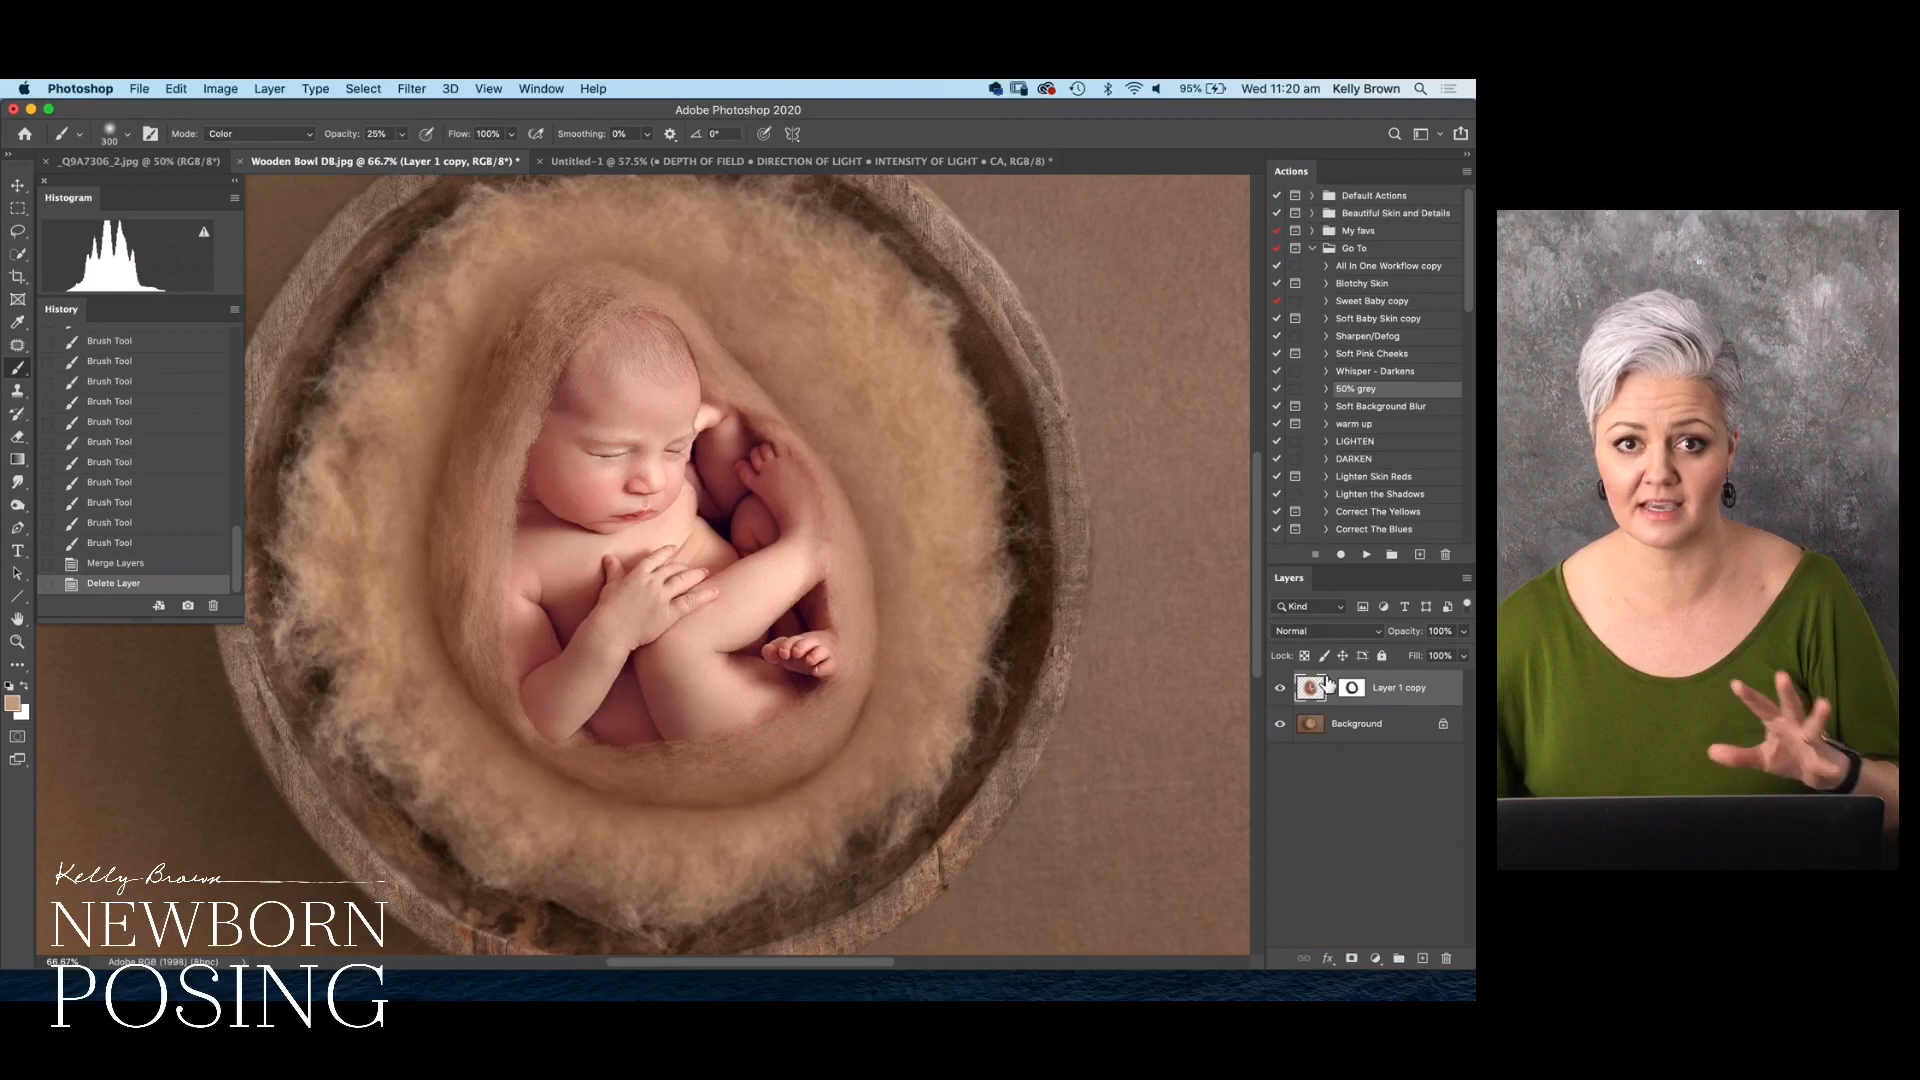 Photoshop File Edit Image Layer Type Select Filter 3D View Window Help 95% Wed 11:20 am Kelly Brown
Adobe Photoshop 2020
300 Mode: Color Opacity: 25% Flow: 100% Smoothing: 0% 0°
_Q9A7306_2.jpg @ 50% (RGB/8*) Wooden Bowl DB.jpg @ 66.7% (Layer 1 copy, RGB/8*) * Untitled-1 @ 57.5% (● DEPTH OF FIELD ● DIRECTION OF LIGHT ● INTENSITY OF LIGHT ● CA, RGB/8) *
Histogram
History
Brush Tool
Brush Tool
Brush Tool
Brush Tool
Brush Tool
Brush Tool
Brush Tool
Brush Tool
Brush Tool
Brush Tool
Brush Tool
Merge Layers
Delete Layer
Actions
Default Actions
Beautiful Skin and Details
My favs
Go To
All In One Workflow copy
Blotchy Skin
Sweet Baby copy
Soft Baby Skin copy
Sharpen/Defog
Soft Pink Cheeks
Whisper - Darkens
50% grey
Soft Background Blur
warm up
LIGHTEN
DARKEN
Lighten Skin Reds
Lighten the Shadows
Correct The Yellows
Correct The Blues
Layers
Kind
Normal Opacity: 100%
Lock: Fill: 100%
Layer 1 copy
Background
66.67% Adobe RGB (1998) (8bpc)
Kelly Brown
NEWBORN
POSING